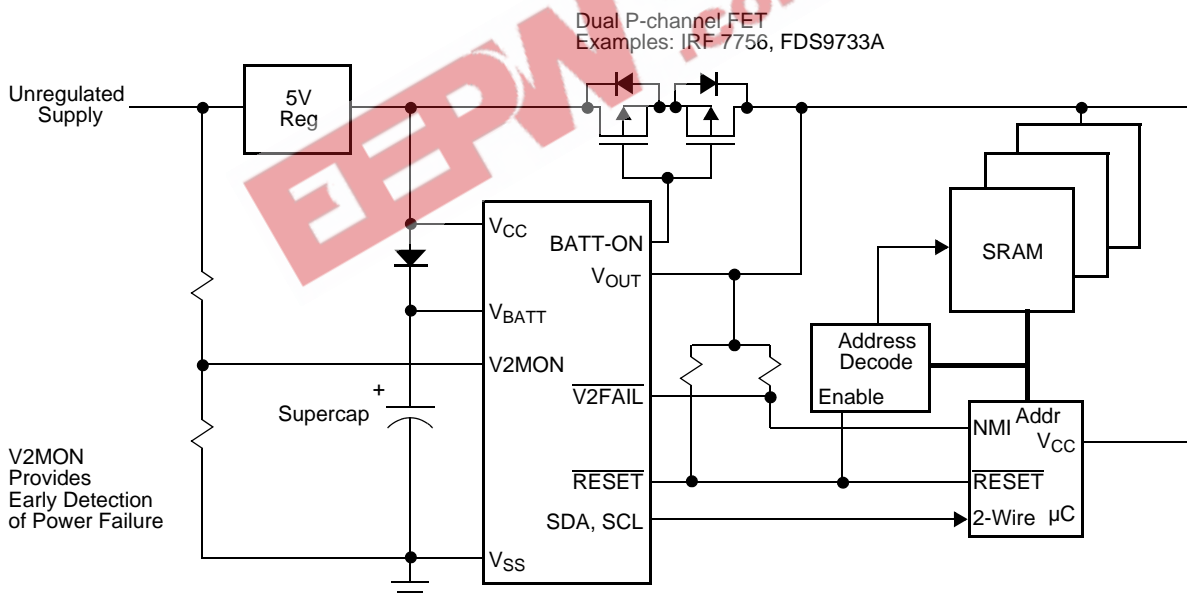 Dual P-channel FET
Examples: IRF 7756, FDS9733A
Unregulated
Supply
5V
Reg
VCC
BATT-ON
VOUT
VBATT
V2MON
V2FAIL
RESET
SDA, SCL
VSS
+
Supercap
V2MON
Provides
Early Detection
of Power Failure
SRAM
Address
Decode
Enable
Addr
NMI
VCC
RESET
2-Wire
µC
EEPW.com